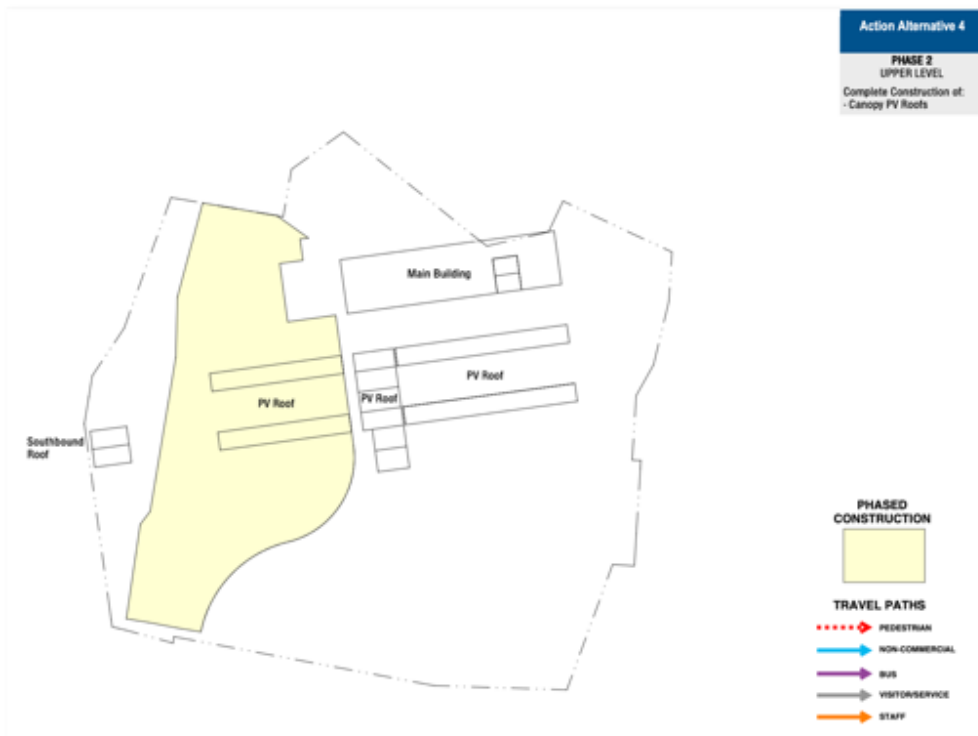 Action Alternative 4
PHASE 2
UPPER LEVEL
Complete Construction of:
- Canopy PV Roofs
Main Building
PV Roof
PV Roof
PV Roof
Southbound
Roof
PHASED
CONSTRUCTION
TRAVEL PATHS
PEDESTRIAN
NON-COMMERCIAL
BUS
VISITOR/SERVICE
STAFF